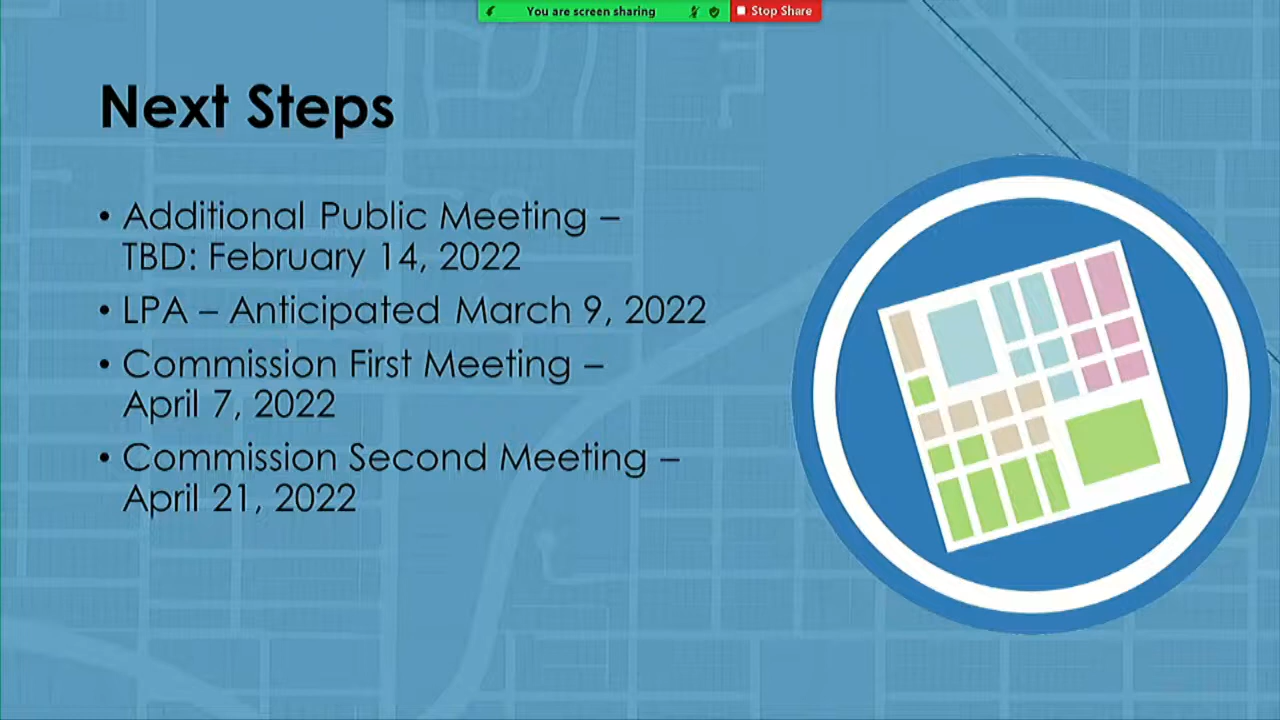 You are screen sharing
Stop Share
Next Steps
• Additional Public Meeting –
TBD: February 14, 2022
• LPA – Anticipated March 9, 2022
• Commission First Meeting –
April 7, 2022
• Commission Second Meeting –
April 21, 2022